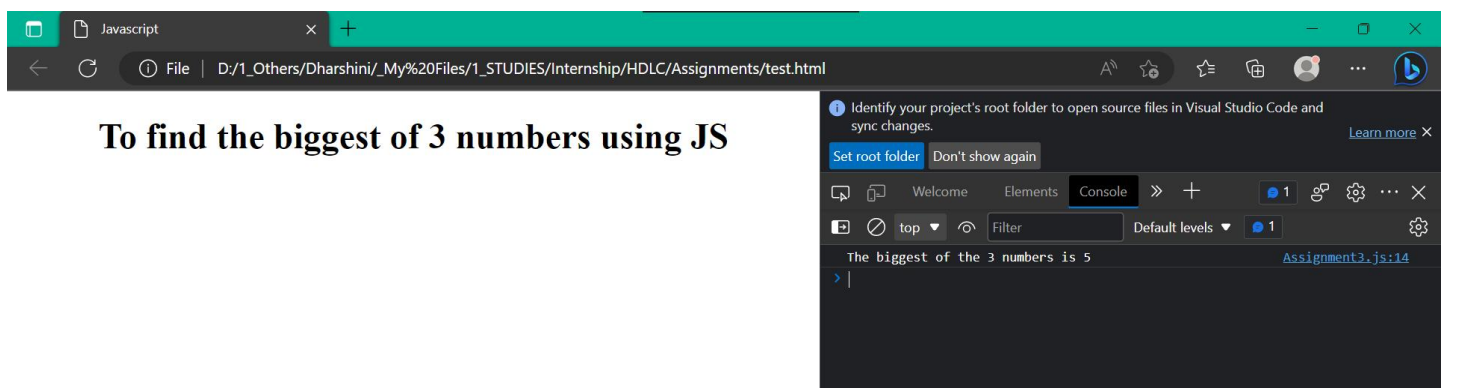 Javascript
File | D:/1_Others/Dharshini/_My%20Files/1_STUDIES/Internship/HDLC/Assignments/test.html
To find the biggest of 3 numbers using JS
Identify your project's root folder to open source files in Visual Studio Code and
sync changes.
Learn more
Set root folder Don't show again
Welcome Elements Console 1
top Filter Default levels 1
The biggest of the 3 numbers is 5 Assignment3.js:14